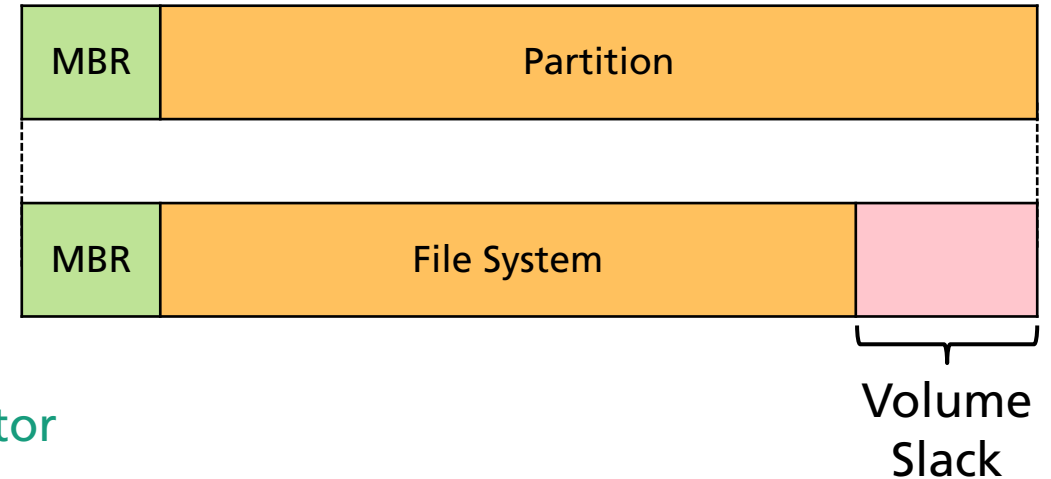 MBR Partition
MBR File System
Volume
Slack
tor